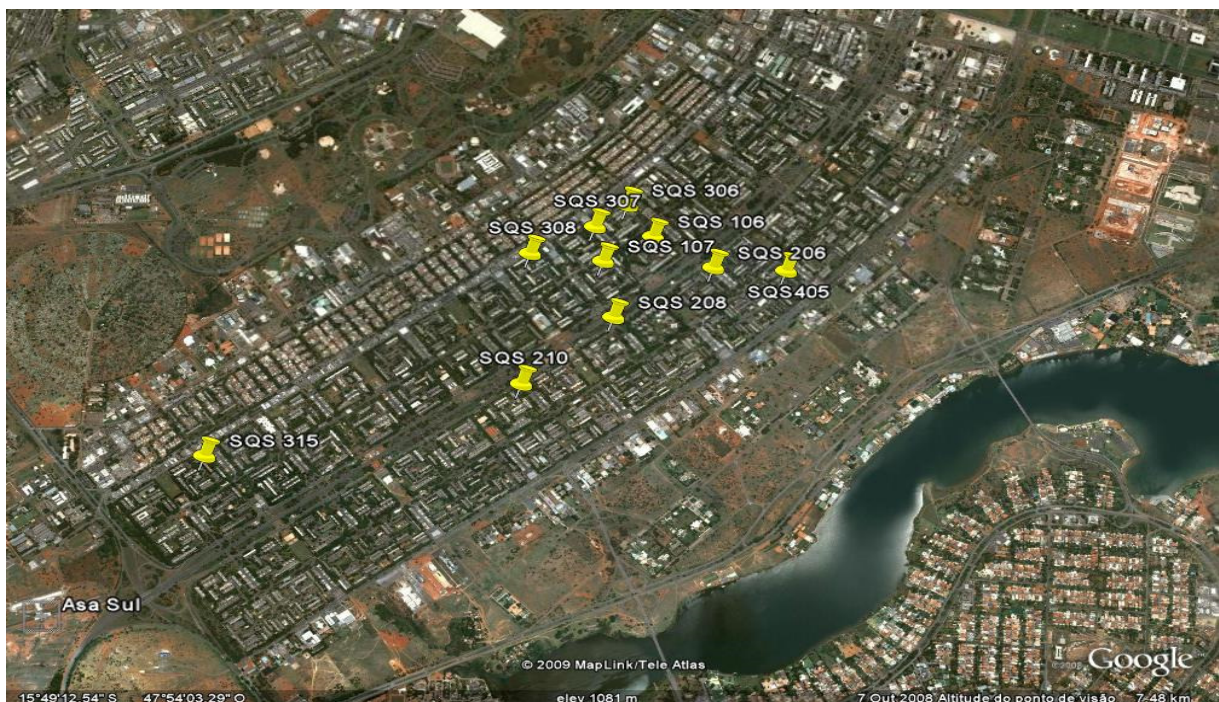 SQS 306
SQS 307
SQS 106
SQS 308
SQS 107
SQS 206
SQS405
SQS 208
SQS 210
SQS 315
Asa Sul
© 2009 MapLink/Tele Atlas
Google
15°49'12.54" S 47°54'03.29" O elev 1081 m 7 Out 2008 Altitude do ponto de visão 7.48 km